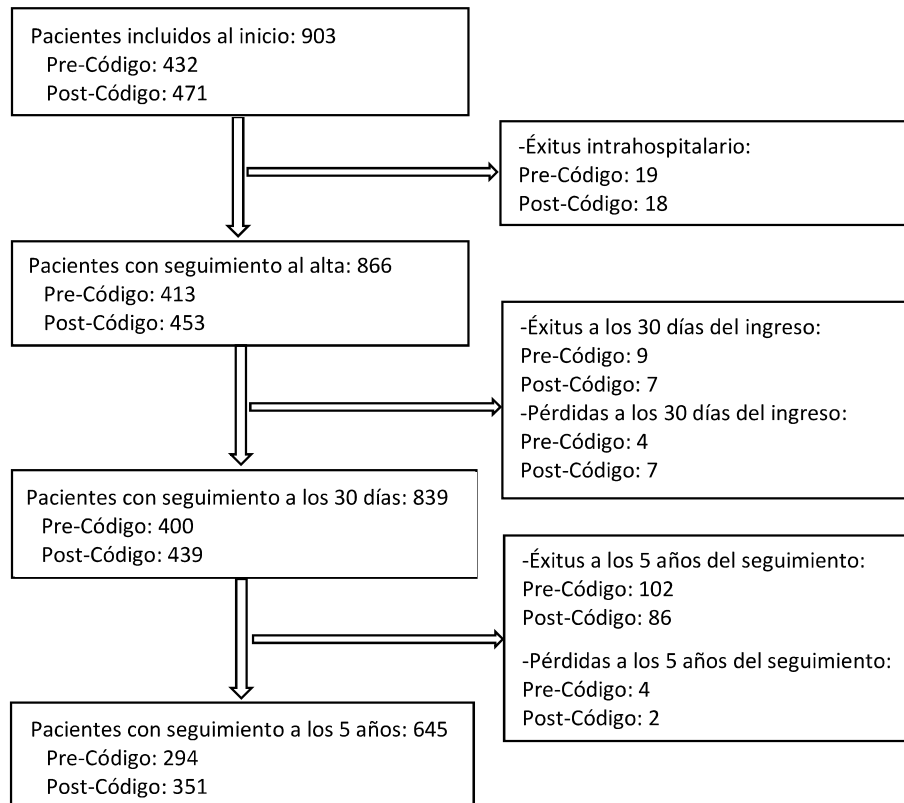 Pacientes incluidos al inicio: 903
Pre-Código: 432
Post-Código: 471
-Éxitus intrahospitalario:
Pre-Código: 19
Post-Código: 18
Pacientes con seguimiento al alta: 866
Pre-Código: 413
Post-Código: 453
-Éxitus a los 30 días del ingreso:
Pre-Código: 9
Post-Código: 7
-Pérdidas a los 30 días del ingreso:
Pre-Código: 4
Post-Código: 7
Pacientes con seguimiento a los 30 días: 839
Pre-Código: 400
Post-Código: 439
-Éxitus a los 5 años del seguimiento:
Pre-Código: 102
Post-Código: 86
-Pérdidas a los 5 años del seguimiento:
Pre-Código: 4
Post-Código: 2
Pacientes con seguimiento a los 5 años: 645
Pre-Código: 294
Post-Código: 351